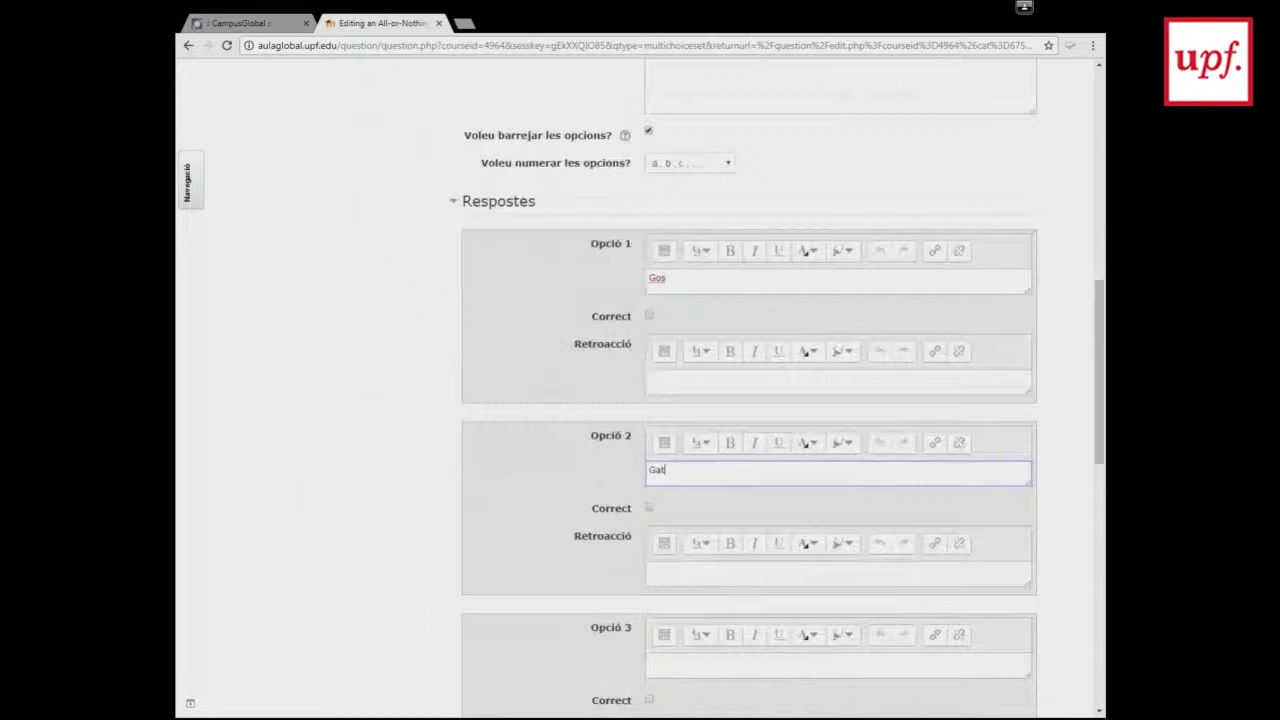 :: CampusGlobal ::
Editing an All-or-Nothin
aulaglobal.upf.edu/question/question.php?courseid=4964&sesskey=gEkXXQIO85&qtype=multichoiceset&returnurl=%2Fquestion%2Fedit.php%3Fcourseid%3D4964%26cat%3D675...
upf.
Voleu barrejar les opcions?
Voleu numerar les opcions? a., b., c., ...
Navegació
Respostes
Opció 1
Gos
Correct
Retroacció
Opció 2
Gat
Correct
Retroacció
Opció 3
Correct